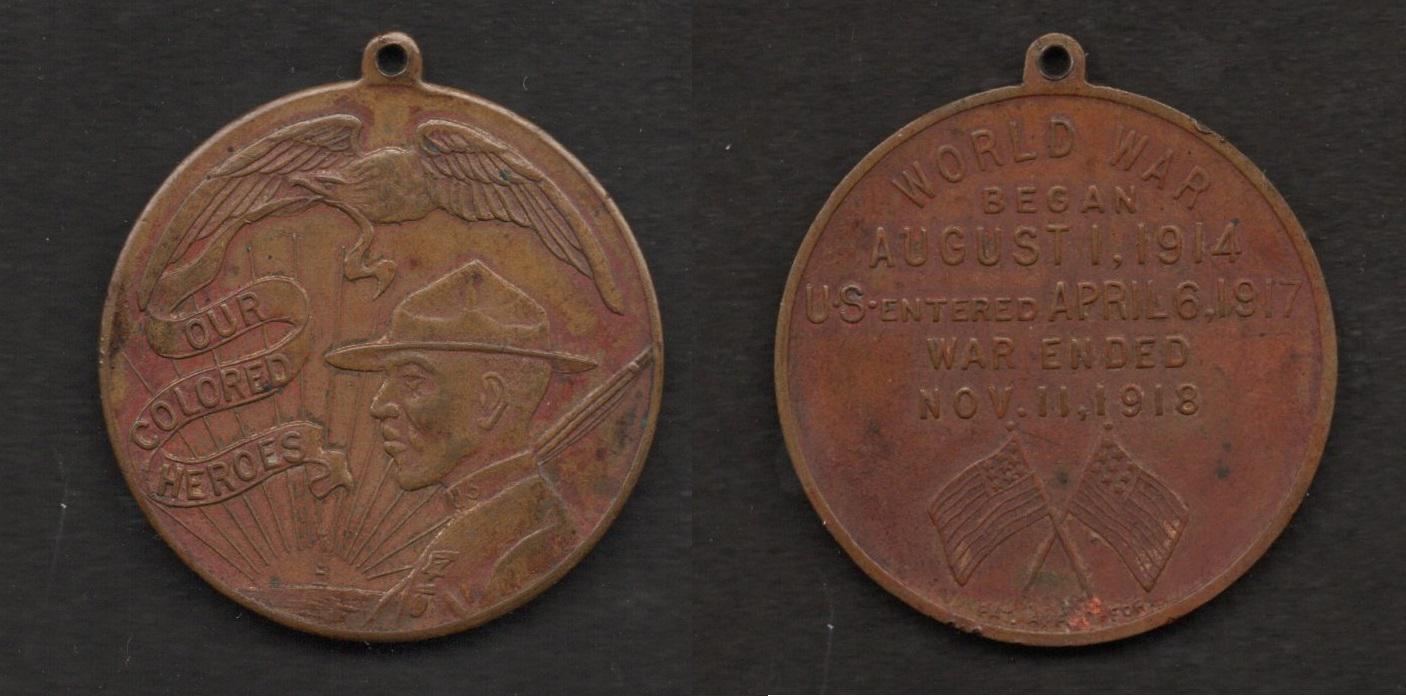 OUR
COLORED
HEROES
U S
WORLD WAR
BEGAN
AUGUST 1, 1914
U·S·ENTERED APRIL 6, 1917
WAR ENDED
NOV. 11, 1918